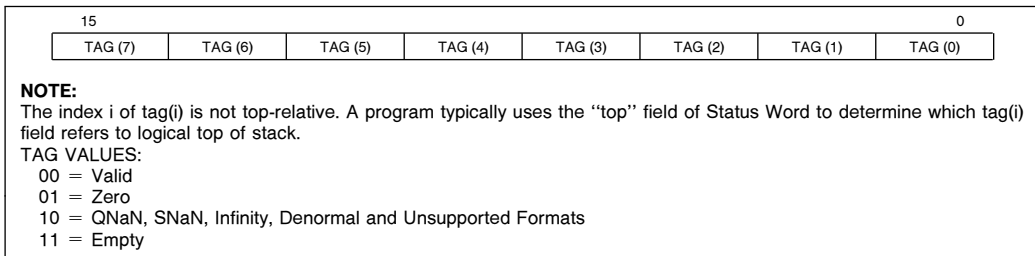 15 0
TAG (7) TAG (6) TAG (5) TAG (4) TAG (3) TAG (2) TAG (1) TAG (0)
NOTE:
The index i of tag(i) is not top-relative. A program typically uses the ‘‘top’’ field of Status Word to determine which tag(i)
field refers to logical top of stack.
TAG VALUES:
00 = Valid
01 = Zero
10 = QNaN, SNaN, Infinity, Denormal and Unsupported Formats
11 = Empty